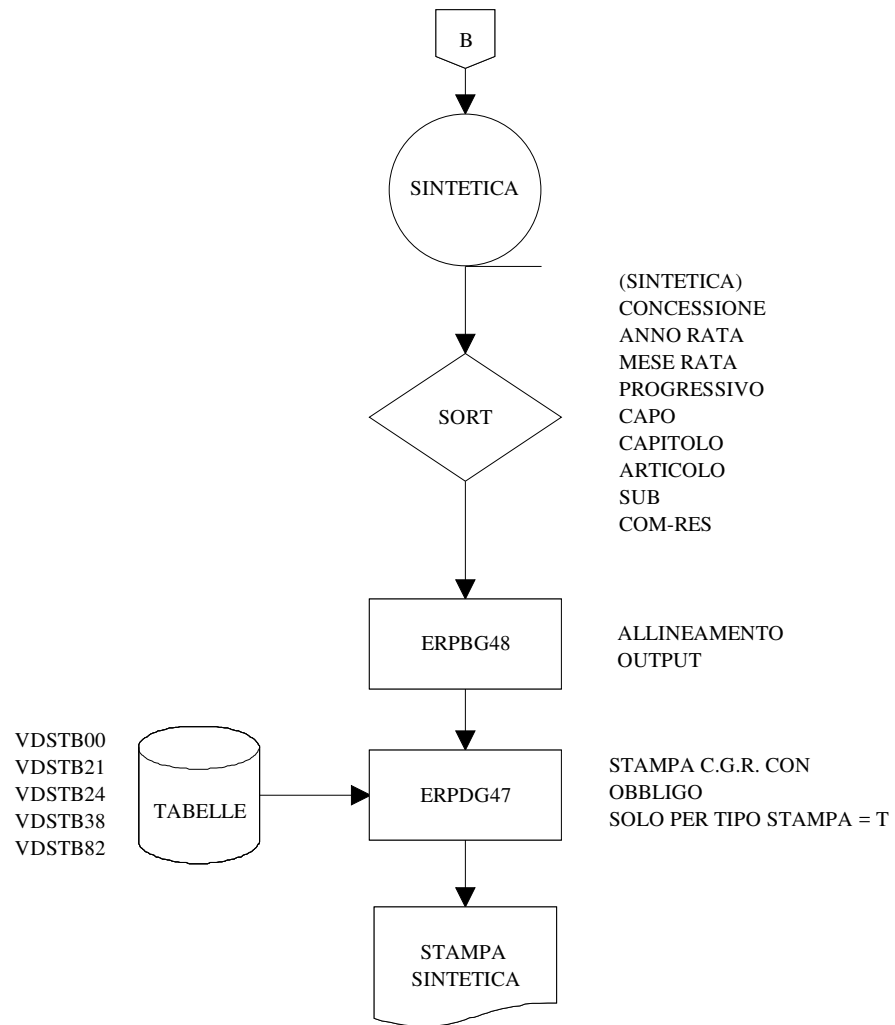 B
SINTETICA
(SINTETICA)
CONCESSIONE
ANNO RATA
MESE RATA
PROGRESSIVO
CAPO
CAPITOLO
ARTICOLO
SUB
COM-RES
SORT
ERPBG48
ALLINEAMENTO
OUTPUT
VDSTB00
VDSTB21
VDSTB24
VDSTB38
VDSTB82
TABELLE
ERPDG47
STAMPA C.G.R. CON
OBBLIGO
SOLO PER TIPO STAMPA = T
STAMPA
SINTETICA